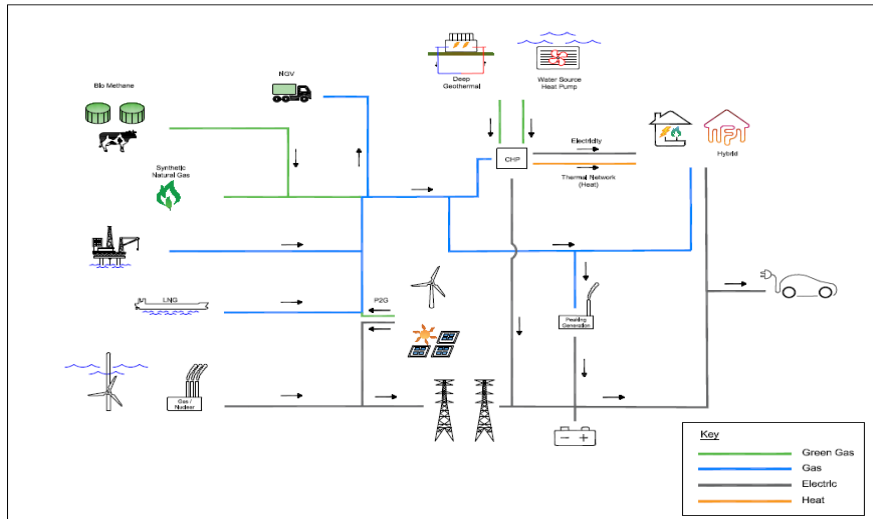 NGV
Bio Methane
Deep
Geothermal
Water Source
Heat Pump
Electricity
CHP
Hybrid
Thermal Network
(Heat)
Synthetic
Natural Gas
LNG
P2G
Peaking
Generation
Gas /
Nuclear
Key
Green Gas
Gas
Electric
Heat